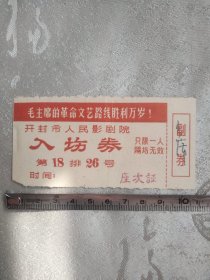 毛主席的革命文艺路线胜利万岁！
开封市人民影剧院
入场券
只限一人
隔场无效
第18排26号
时间：
座次证
副券
10